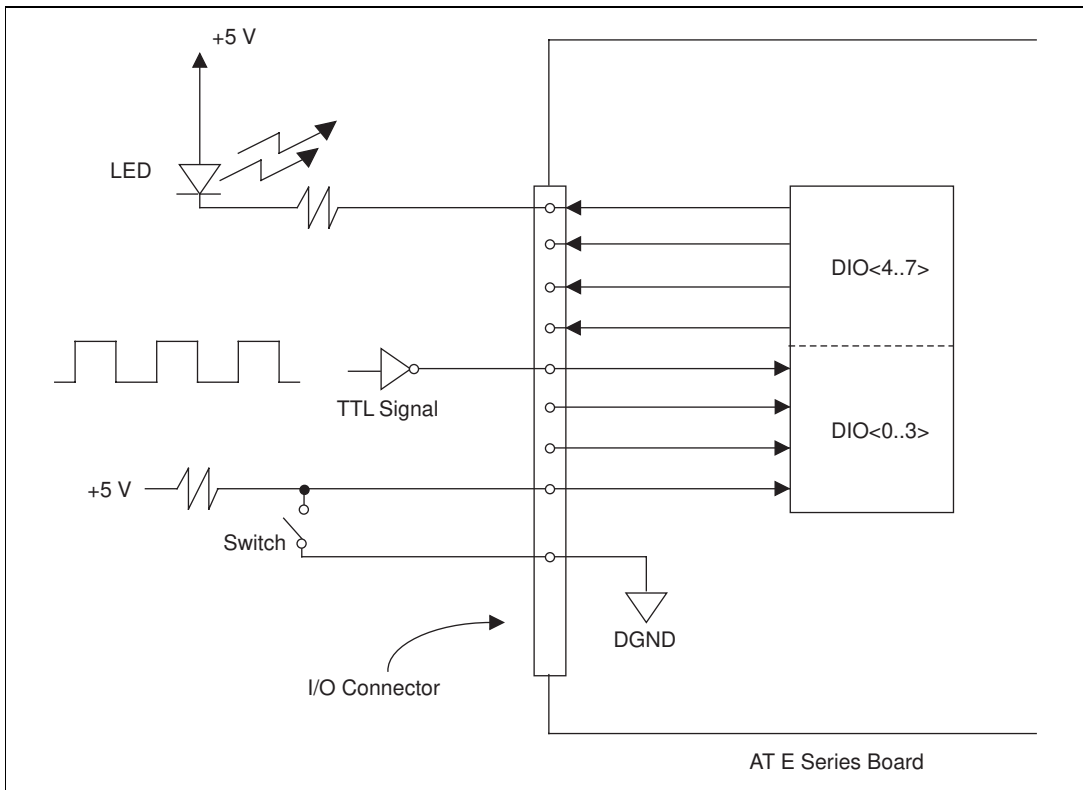 +5 V
LED
DIO<4..7>
TTL Signal
DIO<0..3>
+5 V
Switch
DGND
I/O Connector
AT E Series Board